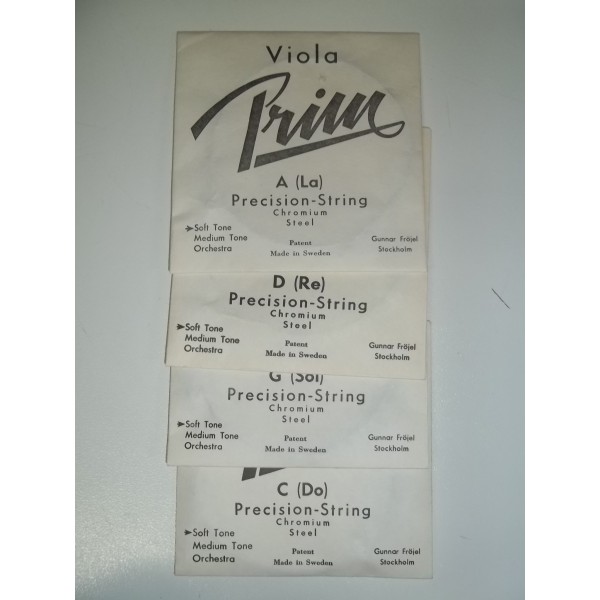 Viola
Prim
A (La)
Precision-String
Chromium
Steel
➔Soft Tone
Medium Tone
Orchestra
Patent
Made in Sweden
Gunnar Fröjel
Stockholm
D (Re)
Precision-String
Chromium
Steel
➔Soft Tone
Medium Tone
Orchestra
Patent
Made in Sweden
Gunnar Fröjel
Stockholm
G (Sol)
Precision-String
Chromium
Steel
➔Soft Tone
Medium Tone
Orchestra
Patent
Made in Sweden
Gunnar Fröjel
Stockholm
C (Do)
Precision-String
Chromium
Steel
➔Soft Tone
Medium Tone
Orchestra
Patent
Made in Sweden
Gunnar Fröjel
Stockholm